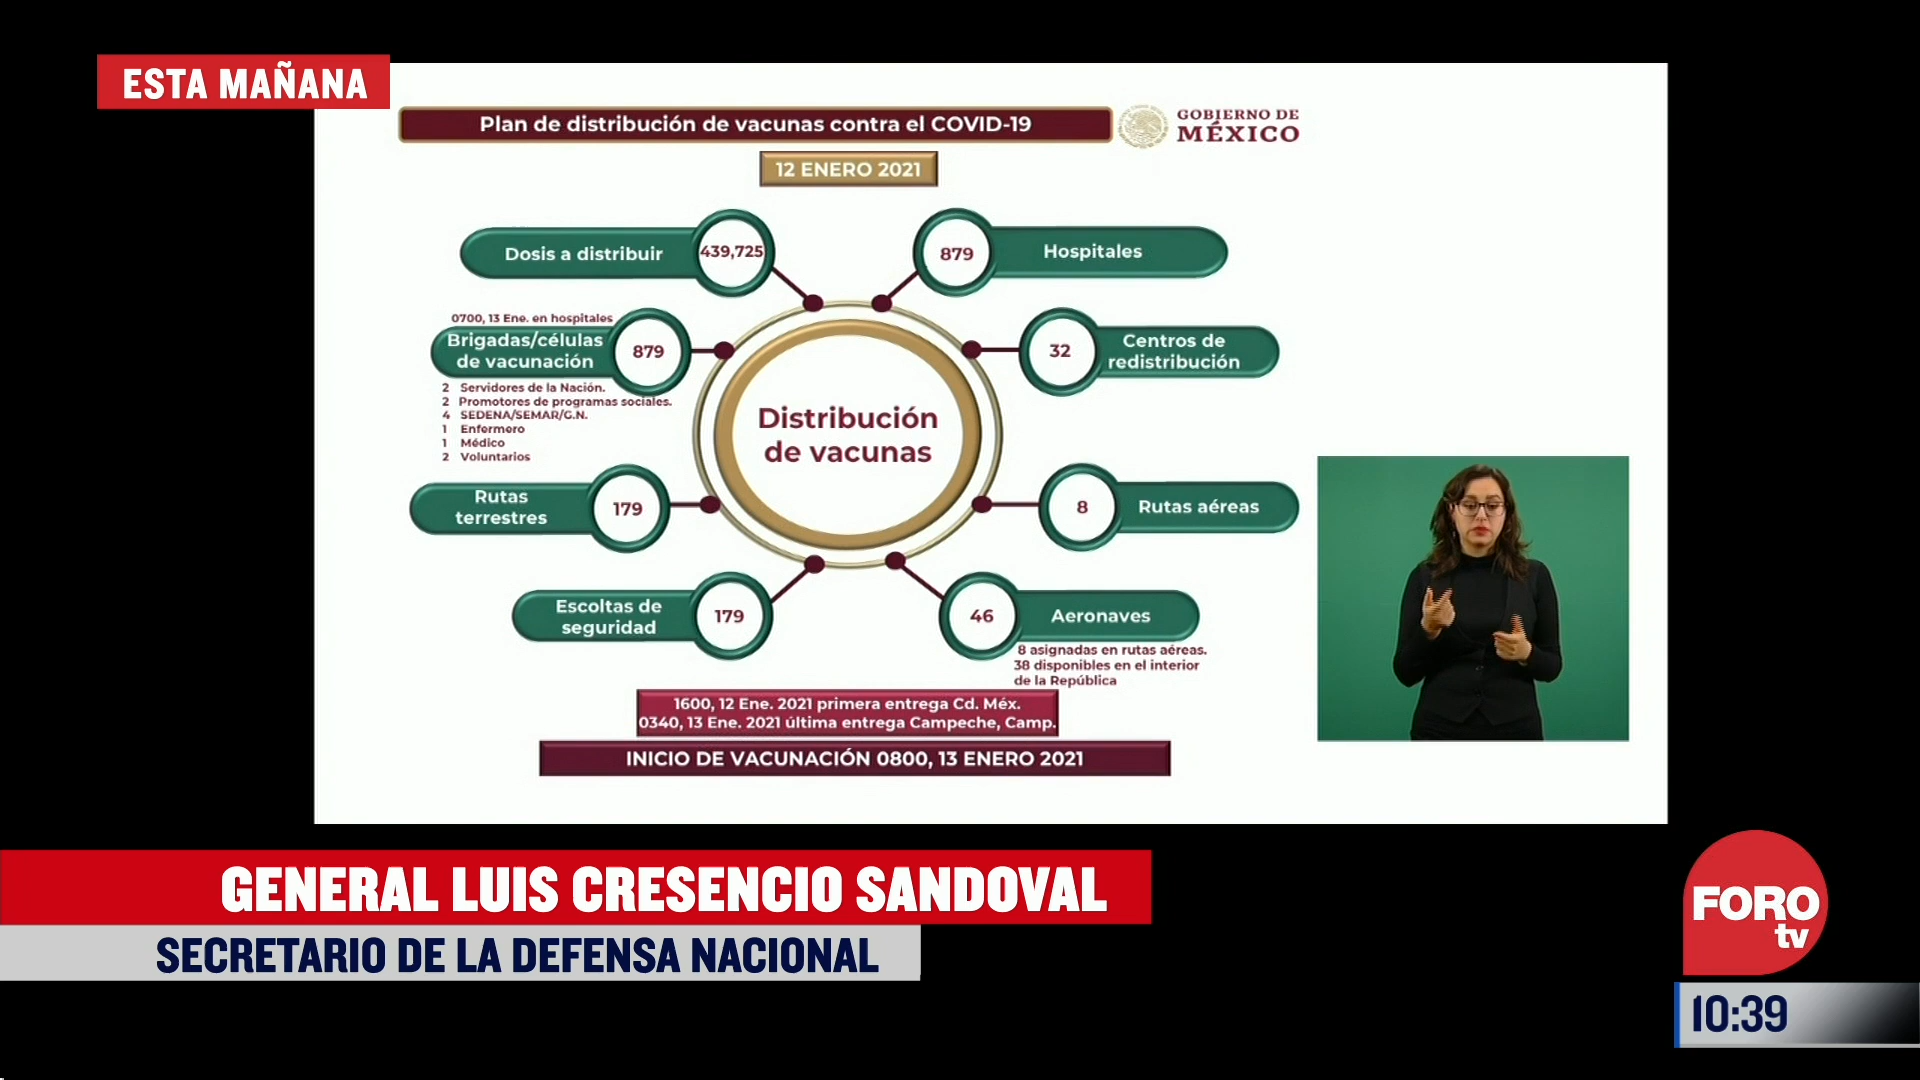 ESTA MAÑANA
Plan de distribución de vacunas contra el COVID-19
GOBIERNO DE
MÉXICO
12 ENERO 2021
Dosis a distribuir
439,725
879
Hospitales
0700, 13 Ene. en hospitales
Brigadas/células
de vacunación
879
2 Servidores de la Nación.
2 Promotores de programas sociales.
4 SEDENA/SEMAR/G.N.
1 Enfermero
1 Médico
2 Voluntarios
32
Centros de
redistribución
Distribución
de vacunas
Rutas
terrestres
179
8
Rutas aéreas
Escoltas de
seguridad
179
46
Aeronaves
8 asignadas en rutas aéreas.
38 disponibles en el interior
de la República
1600, 12 Ene. 2021 primera entrega Cd. Méx.
0340, 13 Ene. 2021 última entrega Campeche, Camp.
INICIO DE VACUNACIÓN 0800, 13 ENERO 2021
GENERAL LUIS CRESENCIO SANDOVAL
SECRETARIO DE LA DEFENSA NACIONAL
FORO
tv
10:39